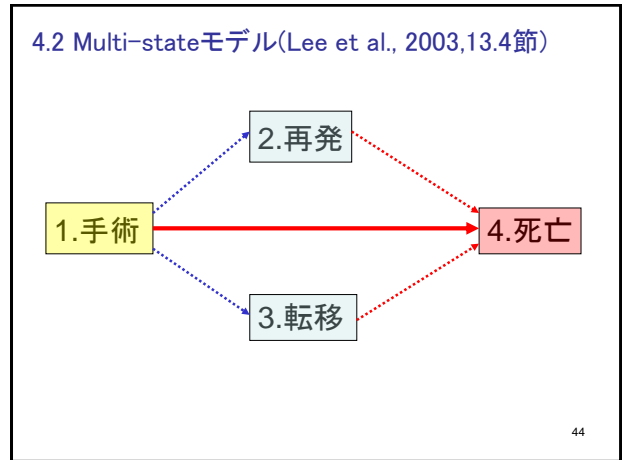 4.2 Multi-stateモデル(Lee et al., 2003,13.4節)
2.再発
1.手術
4.死亡
3.転移
44